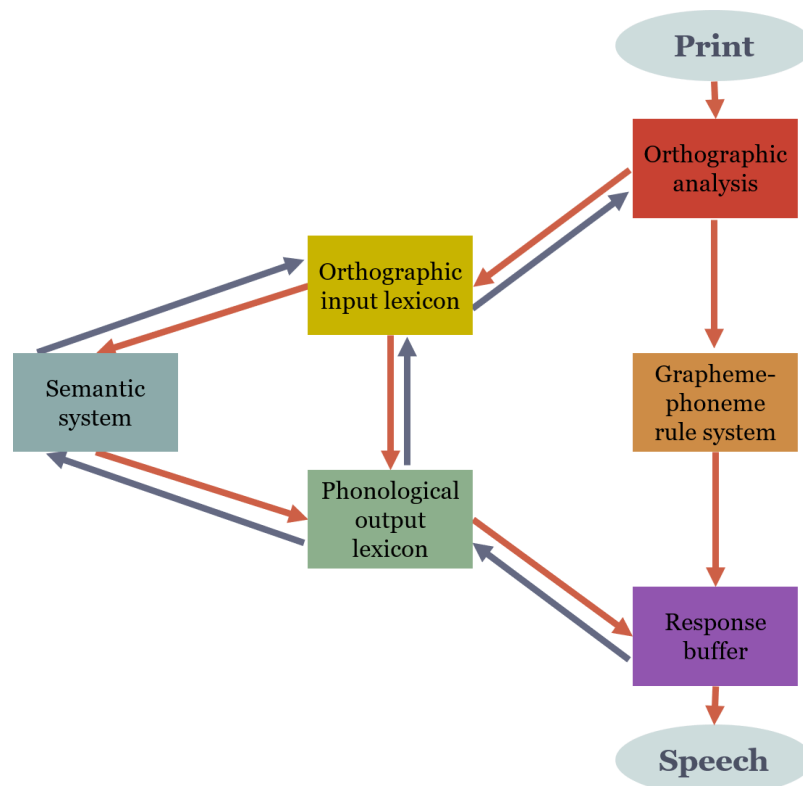 Print
Orthographic
analysis
Orthographic
input lexicon
Semantic
system
Grapheme-
phoneme
rule system
Phonological
output
lexicon
Response
buffer
Speech